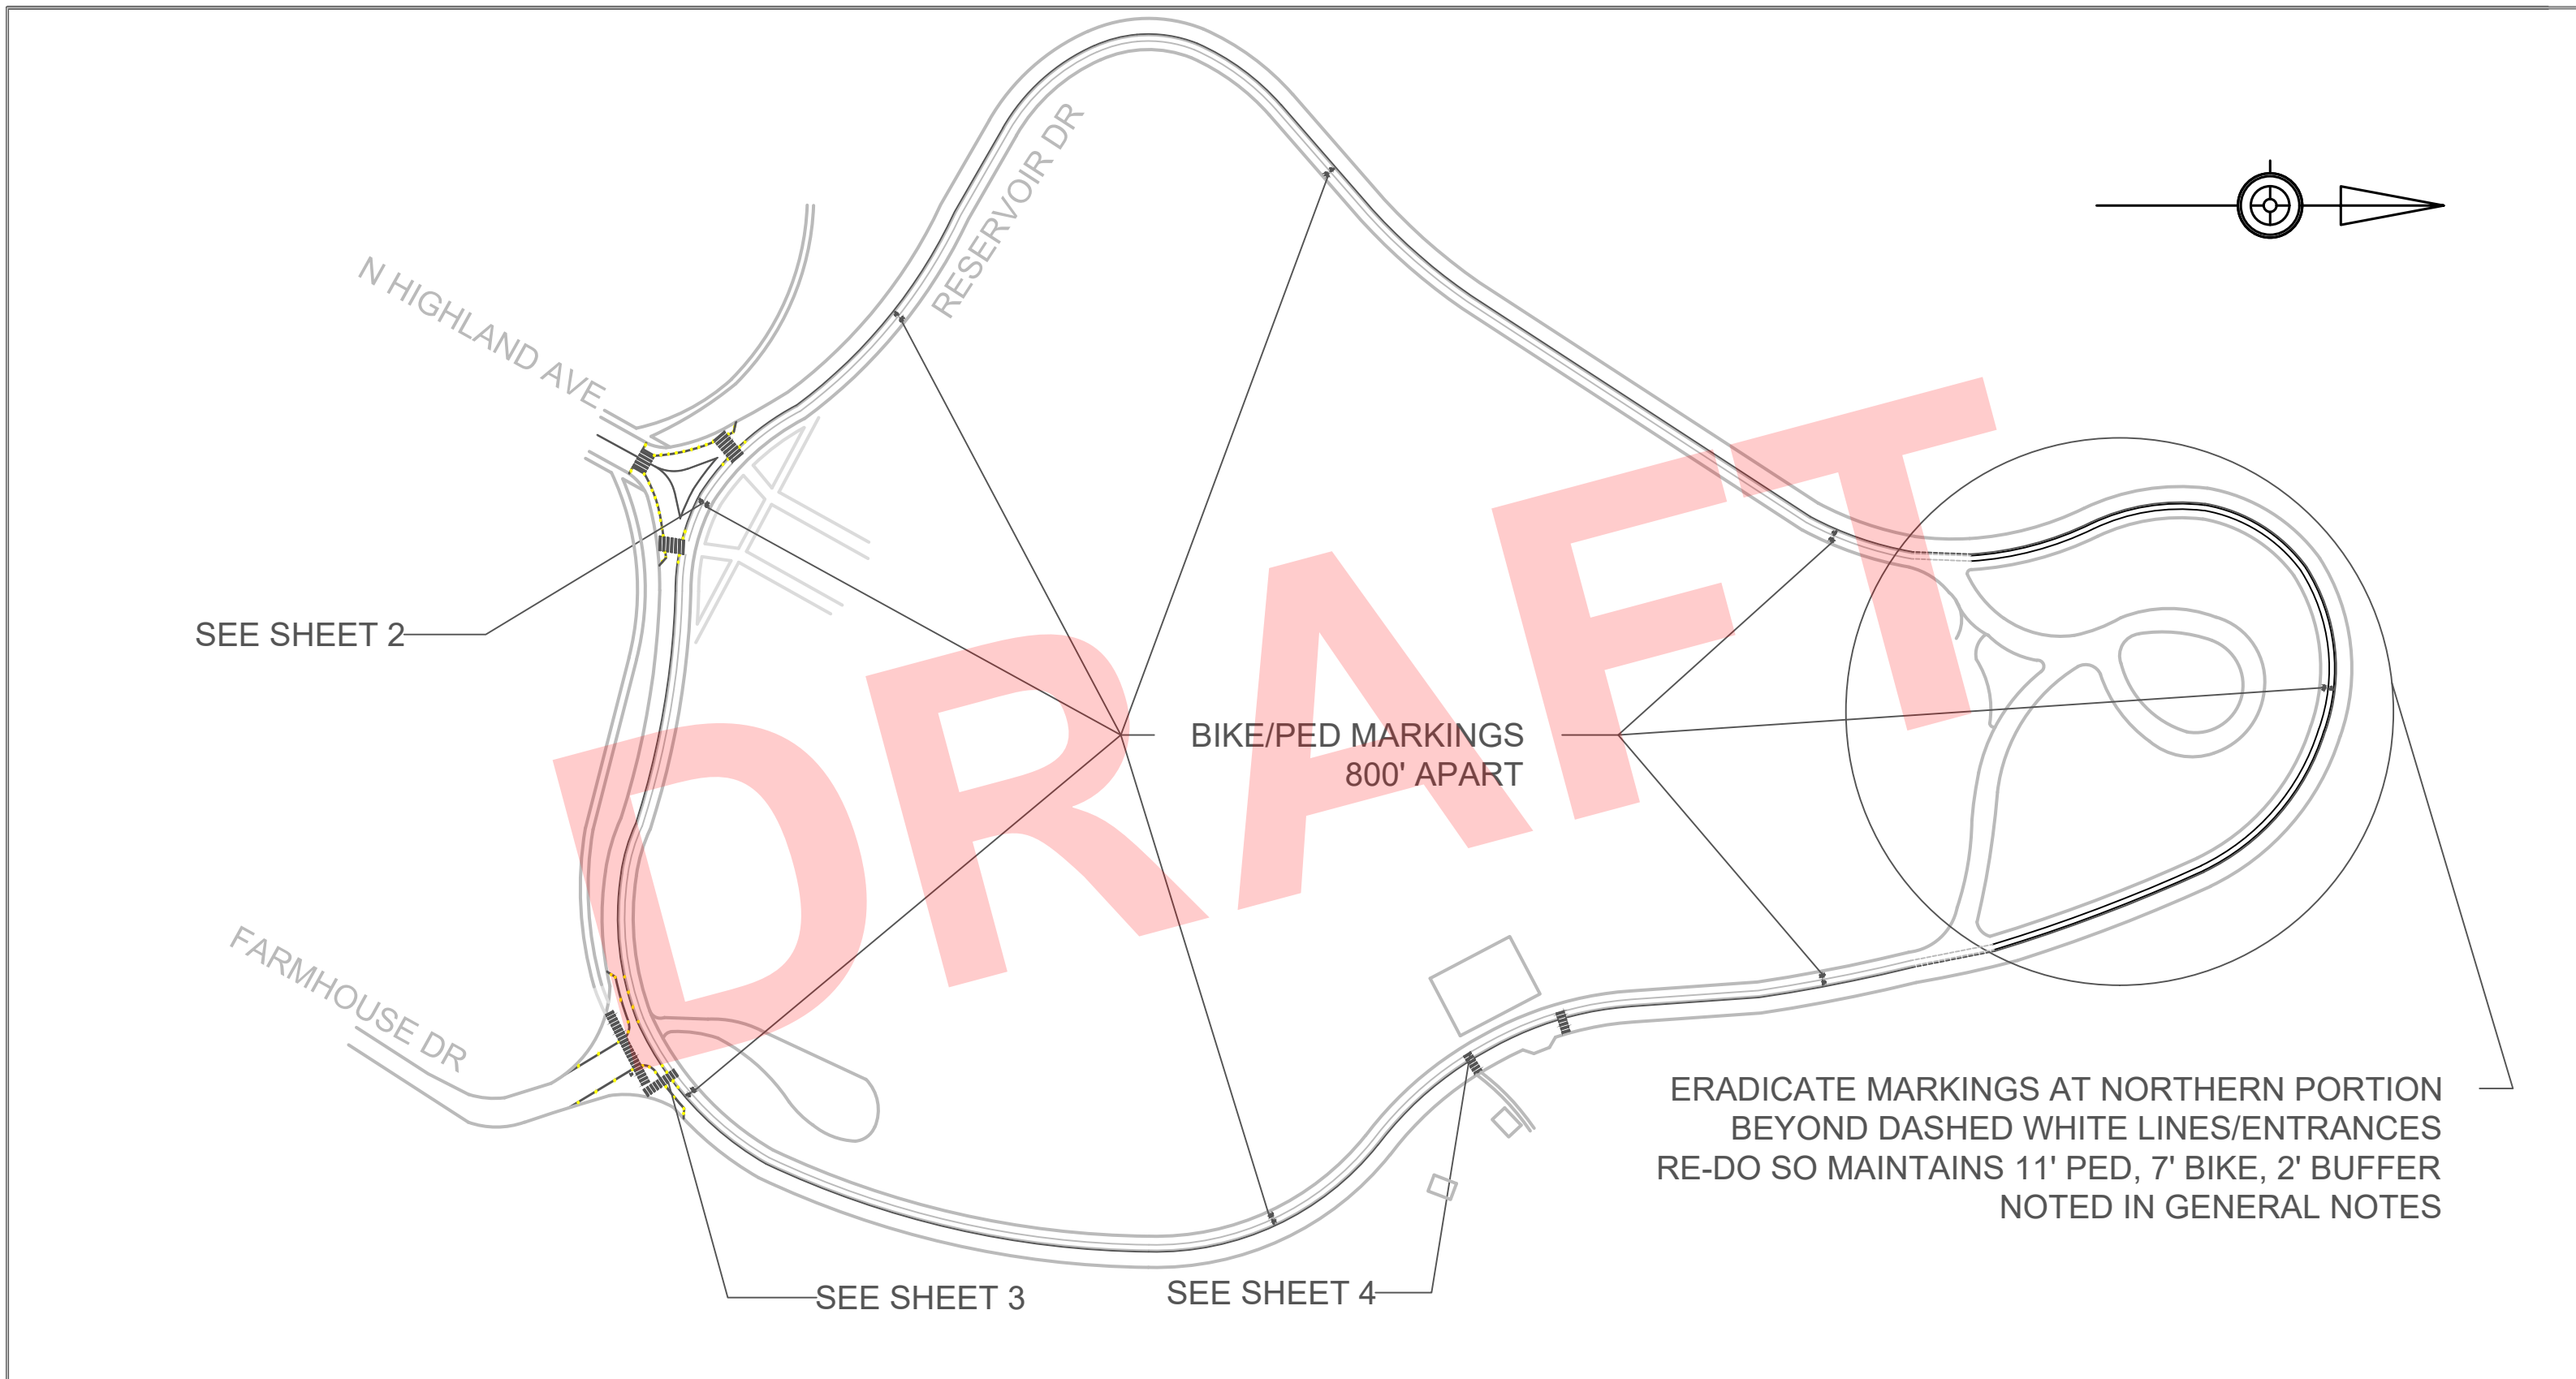 RESERVOIR DR
N HIGHLAND AVE
SEE SHEET 2
BIKE/PED MARKINGS
800' APART
DRAFT
FARMHOUSE DR
ERADICATE MARKINGS AT NORTHERN PORTION
BEYOND DASHED WHITE LINES/ENTRANCES
RE-DO SO MAINTAINS 11' PED, 7' BIKE, 2' BUFFER
NOTED IN GENERAL NOTES
SEE SHEET 3
SEE SHEET 4